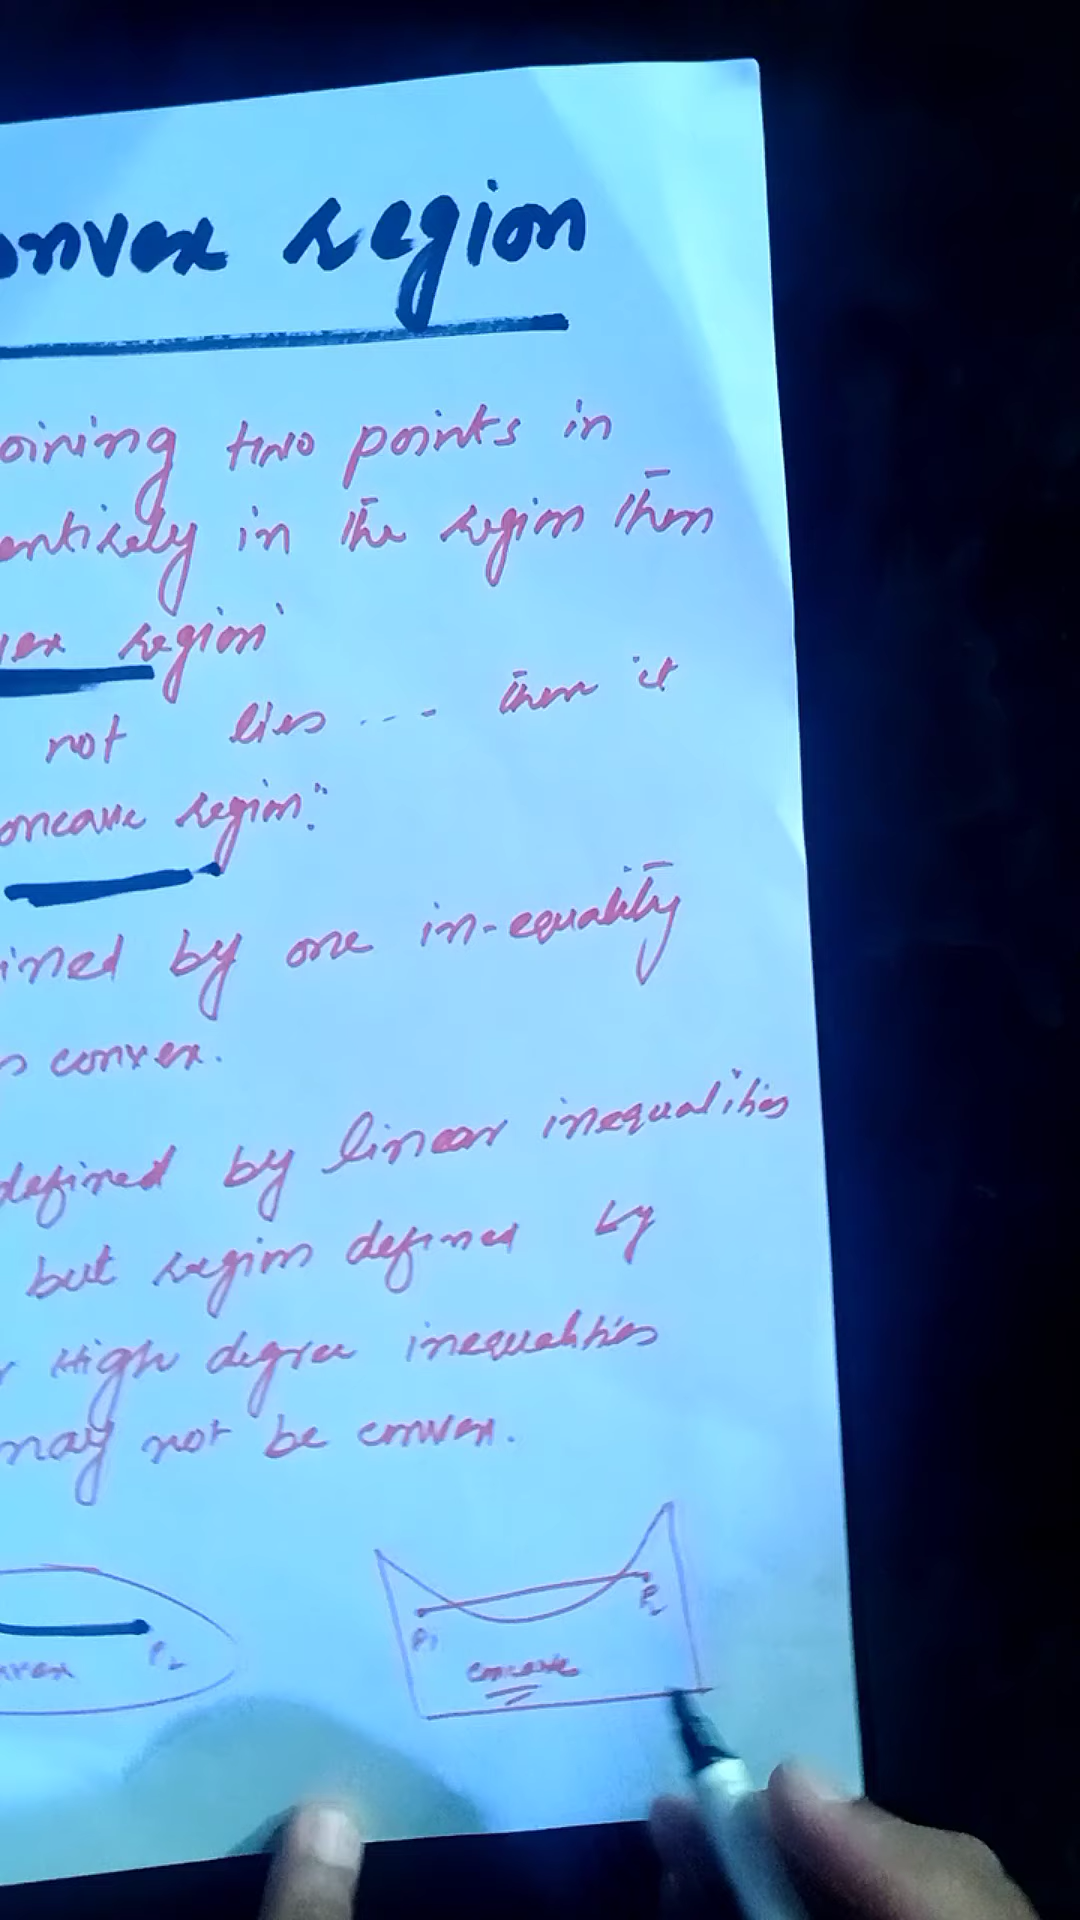 onvex region
oining two points in
entirely in the region then
vex region
not lies --- then it
oncave region."
ined by one in-equality
s convex.
defined by linear inequalities
but region defined by
r High degree inequalities
may not be convex.
P1 P2
nvex P2
concave